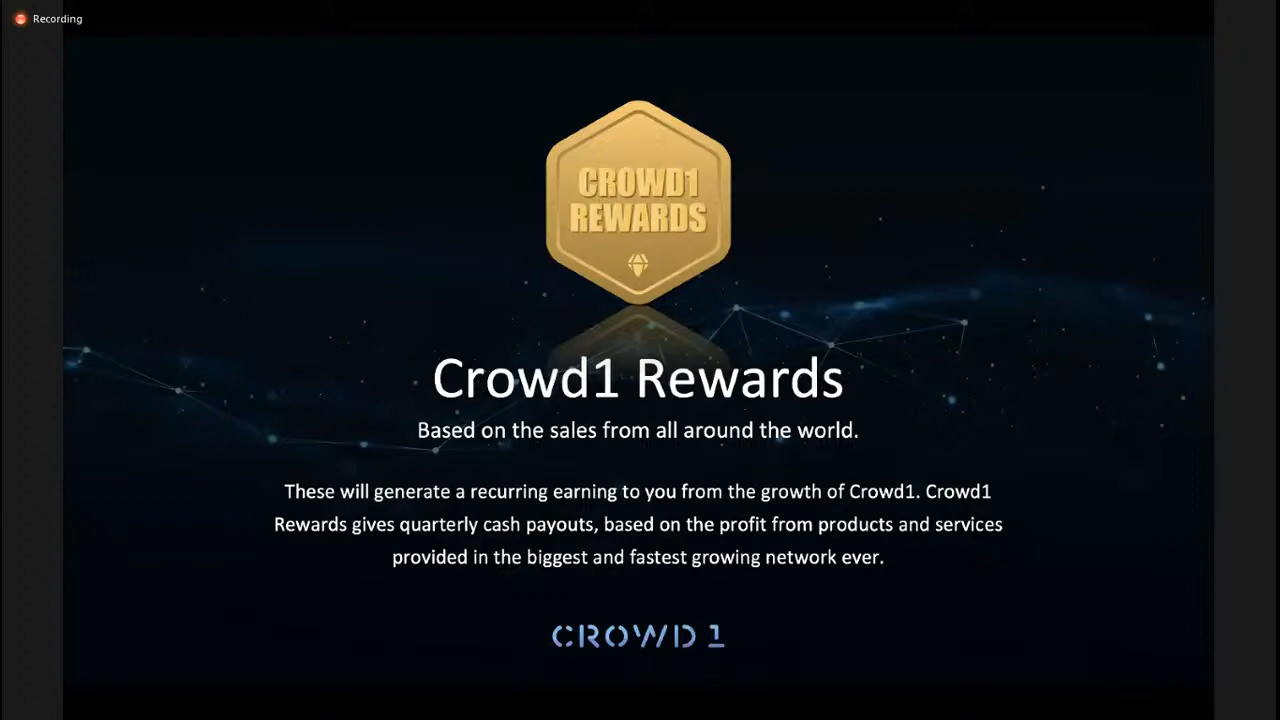 Recording
CROWD1
REWARDS
Crowd1 Rewards
Based on the sales from all around the world.
These will generate a recurring earning to you from the growth of Crowd1. Crowd1
Rewards gives quarterly cash payouts, based on the profit from products and services
provided in the biggest and fastest growing network ever.
CROWD 1